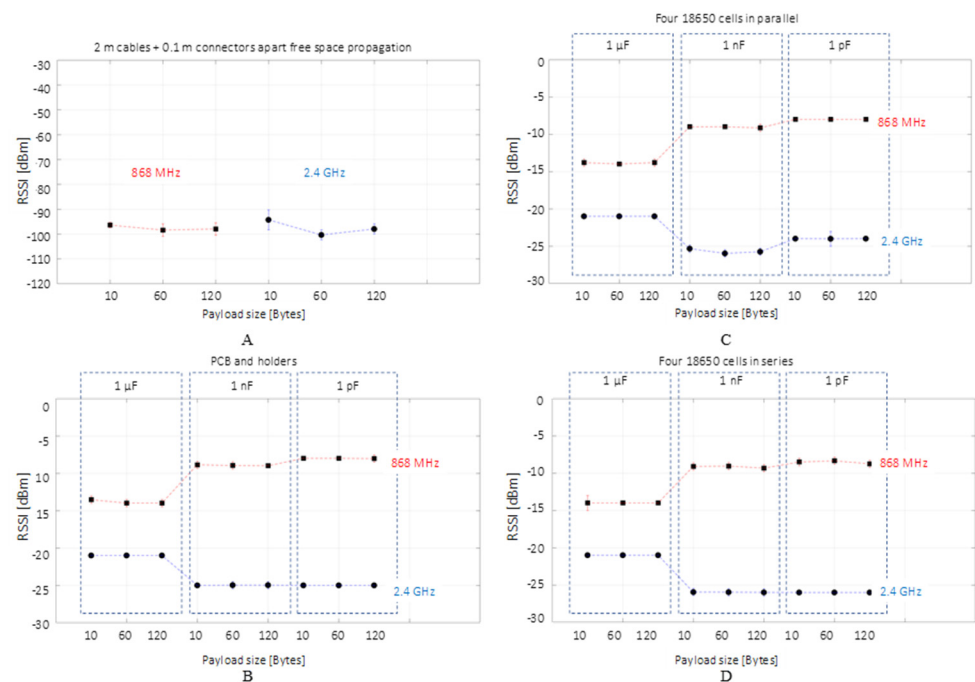 2 m cables + 0.1 m connectors apart free space propagation
-30
-40
-50
-60
-70
-80
-90
-100
-110
-120
RSSI [dBm]
868 MHz
2.4 GHz
10 60 120 10 60 120
Payload size [Bytes]
A
PCB and holders
1 µF 1 nF 1 pF
0
-5
10
15
-20
-25
-30
RSSI [dBm]
868 MHz
2.4 GHz
10 60 120 10 60 120 10 60 120
Payload size [Bytes]
B
Four 18650 cells in parallel
1 µF 1 nF 1 pF
0
-5
-10
-15
-20
-25
-30
RSSI [dBm]
868 MHz
2.4 GHz
10 60 120 10 60 120 10 60 120
Payload size [Bytes]
C
Four 18650 cells in series
1 µF 1 nF 1 pF
0
-5
-10
-15
-20
-25
-30
RSSI [dBm]
868 MHz
2.4 GHz
10 60 120 10 60 120 10 60 120
Payload size [Bytes]
D